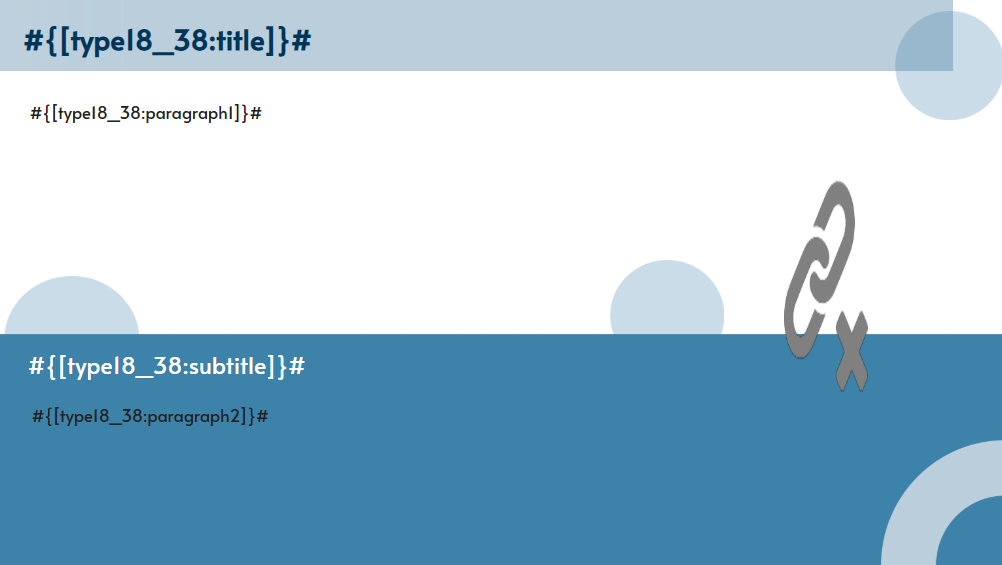 #{[type18_38:title]}#
#{[type18_38:paragraph1]}#
#{[type18_38:subtitle]}#
#{[type18_38:paragraph2]}#